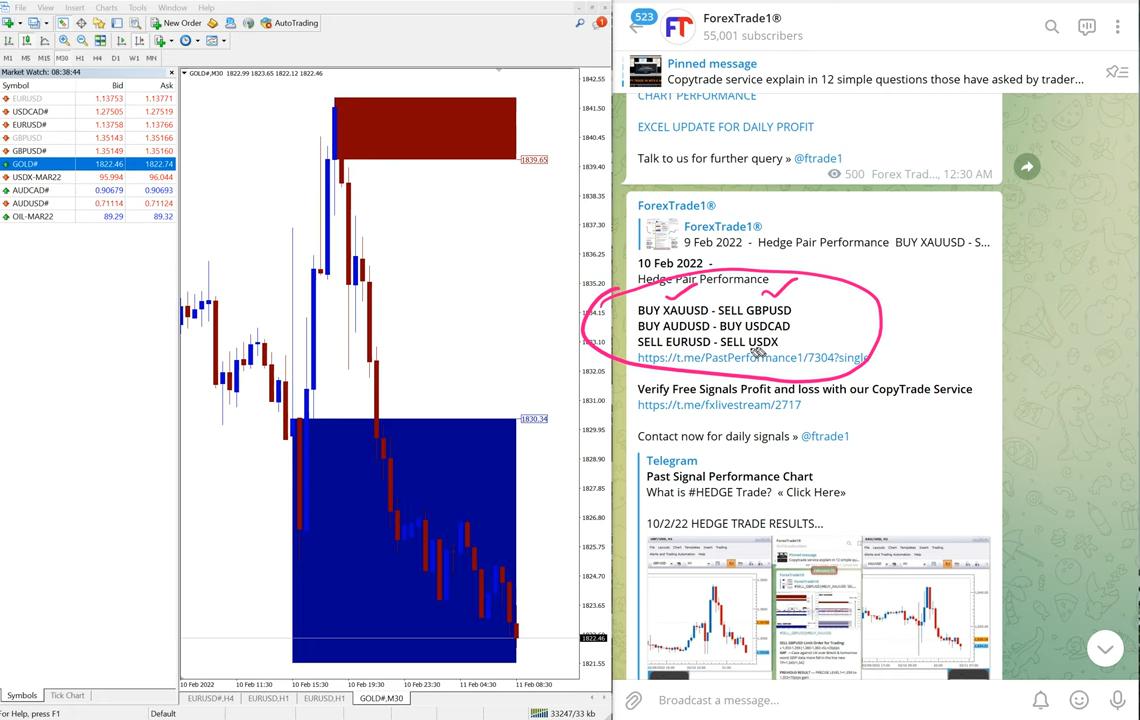 File View Insert Charts Tools Window Help
New Order AutoTrading
M1 M5 M15 M30 H1 H4 D1 W1 MN
Market Watch: 08:38:44
Symbol Bid Ask
EURUSD 1.13753 1.13771
USDCAD# 1.27505 1.27519
EURUSD# 1.13758 1.13766
GBPUSD 1.35143 1.35166
GBPUSD# 1.35149 1.35160
GOLD# 1822.46 1822.74
USDX-MAR22 95.994 96.044
AUDCAD# 0.90679 0.90693
AUDUSD# 0.71114 0.71124
OIL-MAR22 89.29 89.32
Symbols Tick Chart
For Help, press F1
Default
33247/33 kb
GOLD#,M30 1822.99 1823.65 1822.12 1822.46
1842.55
1841.50
1840.45
1839.65
1839.40
1838.35
1837.30
1836.25
1835.20
1834.15
1833.10
1832.05
1831.00
1830.34
1829.95
1828.90
1827.85
1826.80
1825.75
1824.70
1823.65
1822.46
1821.55
10 Feb 2022 10 Feb 11:30 10 Feb 15:30 10 Feb 19:30 10 Feb 23:30 11 Feb 04:30 11 Feb 08:30
EURUSD#,H4 EURUSD,H1 EURUSD,H1 GOLD#,M30
523
FT
ForexTrade1®
55,001 subscribers
Pinned message
Copytrade service explain in 12 simple questions those have asked by trader...
CHART PERFORMANCE
EXCEL UPDATE FOR DAILY PROFIT
Talk to us for further query » @ftrade1
500 Forex Trad..., 12:30 AM
ForexTrade1®
ForexTrade1®
9 Feb 2022 - Hedge Pair Performance BUY XAUUSD - S...
10 Feb 2022 -
Hedge Pair Performance
BUY XAUUSD - SELL GBPUSD
BUY AUDUSD - BUY USDCAD
SELL EURUSD - SELL USDX
https://t.me/PastPerformance1/7304?single
Verify Free Signals Profit and loss with our CopyTrade Service
https://t.me/fxlivestream/2717
Contact now for daily signals » @ftrade1
Telegram
Past Signal Performance Chart
What is #HEDGE Trade? « Click Here»
10/2/22 HEDGE TRADE RESULTS...
Broadcast a message...